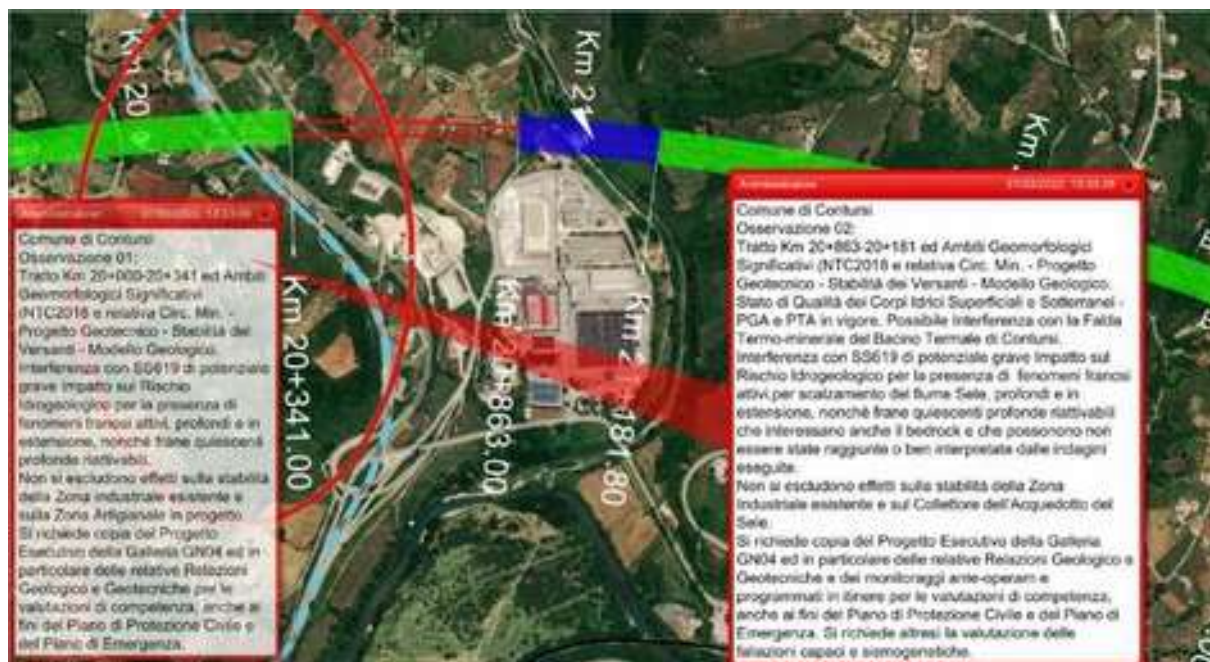 Km 20
Km 2
Km.
Km 20+341.00
863.00
181.80
Comune di Contursi
Osservazione 01:
Tratto Km 20+000-20+341 ed Ambiti
Geomorfologici Significativi
(NTC2018 e relativa Circ. Min. -
Progetto Geotecnico - Stabilità dei
Versanti - Modello Geologico.
Interferenza con SS619 di potenziale
grave Impatto sul Rischio
Idrogeologico per la presenza di
fenomeni franosi attivi, profondi e in
estensione, nonché frane quiescenti
profonde riattivabili.
Non si escludono effetti sulla stabilità
della Zona industriale esistente e
sulla Zona Artigianale in progetto
Si richiede copia del Progetto
Esecutivo della Galleria GN04 ed in
particolare delle relative Relazioni
Geologico e Geotecniche per le
valutazioni di competenza, anche ai
fini del Piano di Protezione Civile e
del Piano di Emergenza.
Comune di Contursi
Osservazione 02:
Tratto Km 20+863-20+181 ed Ambiti Geomorfologici
Significativi (NTC2018 e relativa Circ. Min. - Progetto
Geotecnico - Stabilità dei Versanti - Modello Geologico.
Stato di Qualità dei Corpi Idrici Superficiali e Sotterranei -
PGA e PTA in vigore. Possibile Interferenza con la Falda
Termo-minerale del Bacino Termale di Contursi.
Interferenza con SS619 di potenziale grave Impatto sul
Rischio Idrogeologico per la presenza di fenomeni franosi
attivi per scalzamento del fiume Sele, profondi e in
estensione, nonché frane quiescenti profonde riattivabili
che interessano anche il bedrock e che possonono non
essere state raggiunte o ben interpretate dalle indagini
eseguite.
Non si escludono effetti sulla stabilità della Zona
Industriale esistente e sul Collettore dell'Acquedotto del
Sele.
Si richiede copia del Progetto Esecutivo della Galleria
GN04 ed in particolare delle relative Relazioni Geologico e
Geotecniche e dei monitoraggi ante-operam e
programmati in itinere per le valutazioni di competenza,
anche ai fini del Piano di Protezione Civile e del Piano di
Emergenza. Si richiede altresì la valutazione delle
fagliazioni capaci e sismogenetiche.